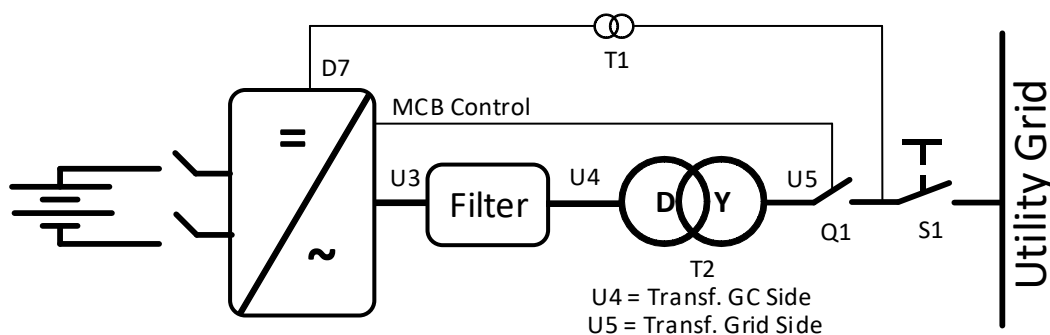 T1
D7
MCB Control
=
~
U3
Filter
U4
D
Y
U5
Q1
S1
T2
U4 = Transf. GC Side
U5 = Transf. Grid Side
Utility Grid